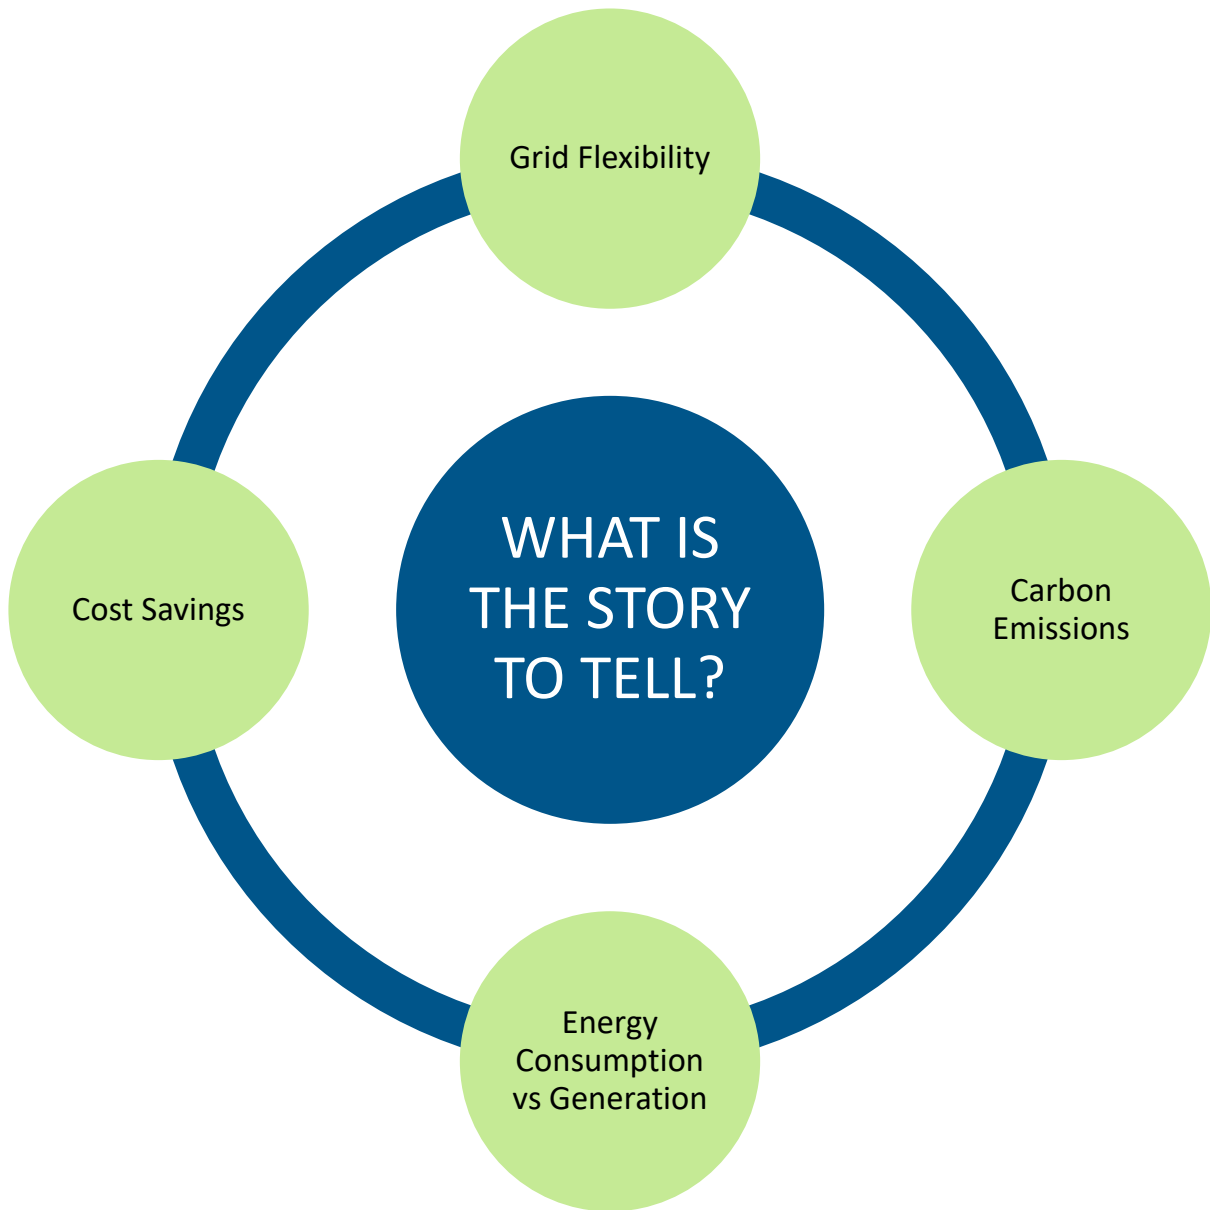 Grid Flexibility
WHAT IS
THE STORY
TO TELL?
Cost Savings
Carbon
Emissions
Energy
Consumption
vs Generation